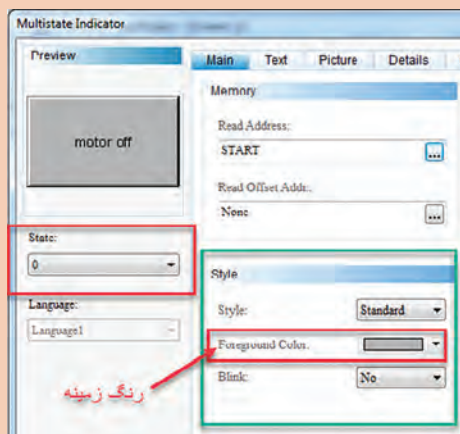 Multistate Indicator
Preview
motor off
State:
0
Language:
Language1
Main Text Picture Details
Memory
Read Address:
START
...
Read Offset Addr.:
None
...
Style
Style: Standard
Foreground Color:
Blink: No
رنگ زمینه